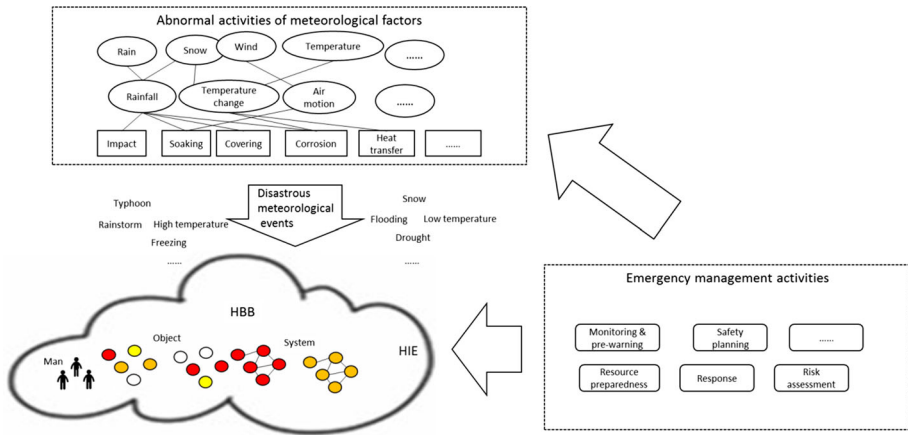 Abnormal activities of meteorological factors
Rain
Snow
Wind
Temperature
......
Rainfall
Temperature
change
Air
motion
......
Impact
Soaking
Covering
Corrosion
Heat
transfer
......
Disastrous
meteorological
events
Typhoon
Rainstorm
High temperature
Freezing
......
Snow
Flooding
Low temperature
Drought
......
HBB
Object
System
Man
HIE
Emergency management activities
Monitoring &
pre-warning
Safety
planning
......
Resource
preparedness
Response
Risk
assessment